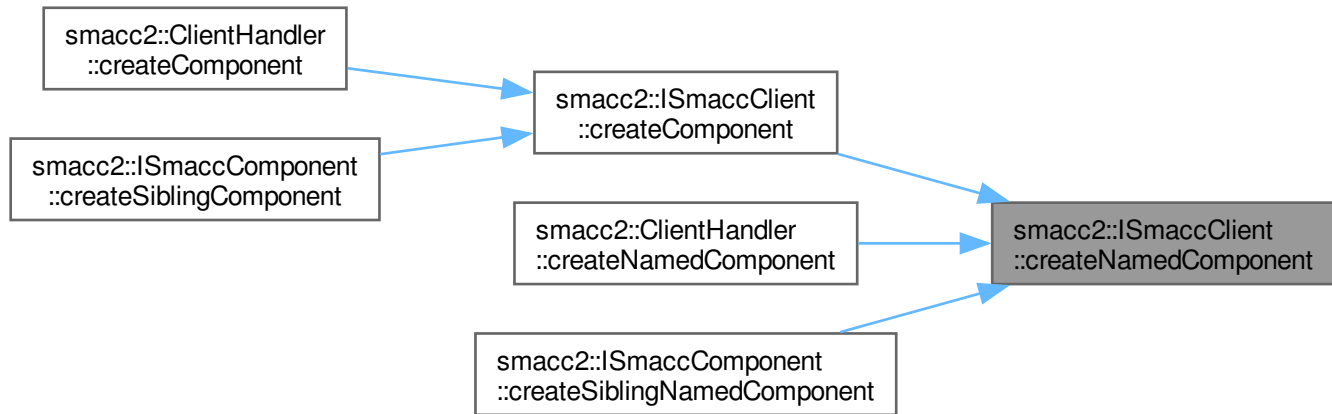 smacc2::ClientHandler
::createComponent
smacc2::ISmaccClient
::createComponent
smacc2::ISmaccComponent
::createSiblingComponent
smacc2::ClientHandler
::createNamedComponent
smacc2::ISmaccClient
::createNamedComponent
smacc2::ISmaccComponent
::createSiblingNamedComponent